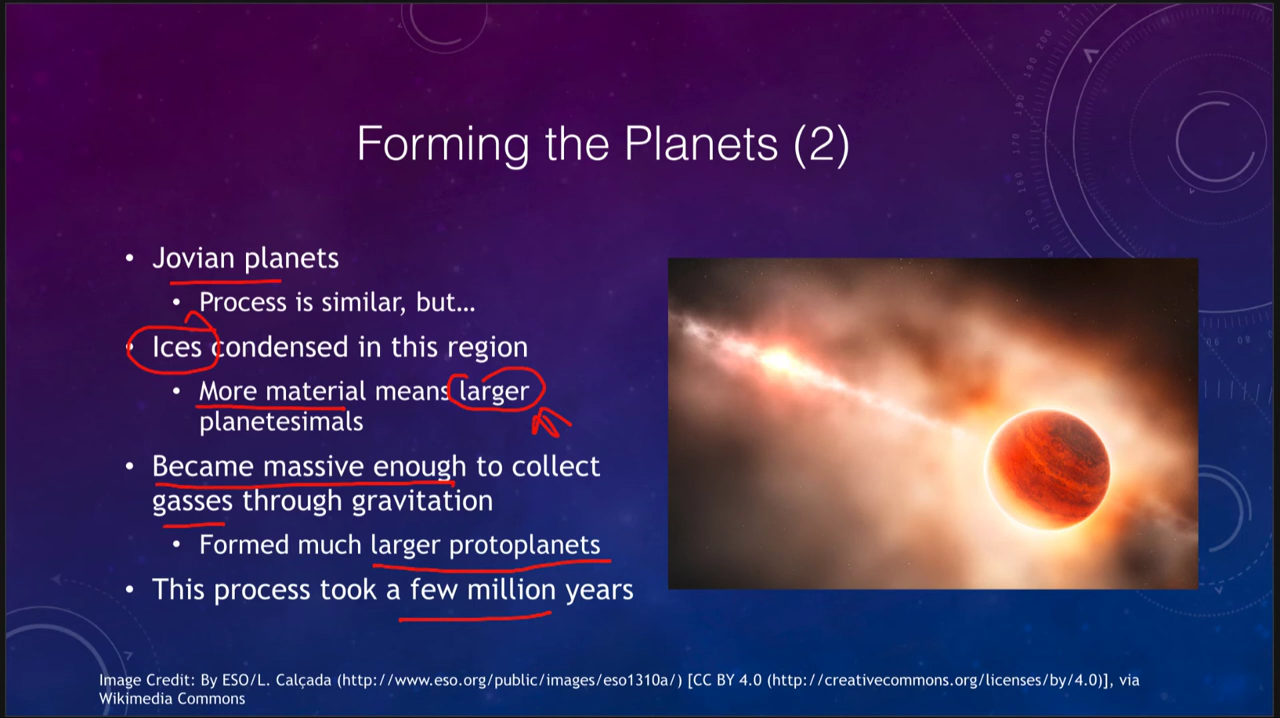 Forming the Planets (2)
• Jovian planets
• Process is similar, but…
• Ices condensed in this region
• More material means larger
planetesimals
• Became massive enough to collect
gasses through gravitation
• Formed much larger protoplanets
• This process took a few million years
Image Credit: By ESO/L. Calçada (http://www.eso.org/public/images/eso1310a/) [CC BY 4.0 (http://creativecommons.org/licenses/by/4.0)], via
Wikimedia Commons